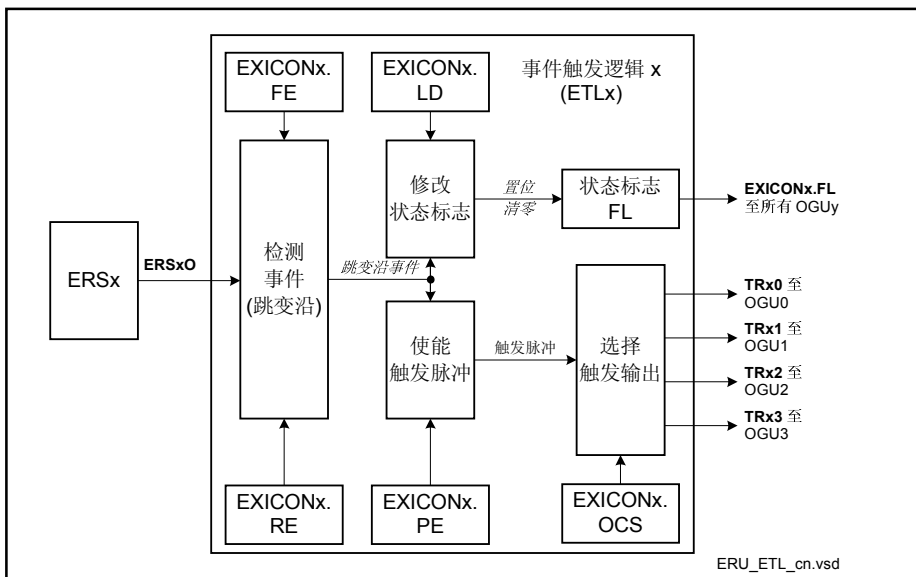 EXICONx.
FE
EXICONx.
LD
事件触发逻辑 x
(ETLx)
修改
状态标志
置位
清零
状态标志
FL
EXICONx.FL
至所有 OGUy
ERSx
ERSxO
检测
事件
(跳变沿)
跳变沿事件
使能
触发脉冲
触发脉冲
选择
触发输出
TRx0 至
OGU0
TRx1 至
OGU1
TRx2 至
OGU2
TRx3 至
OGU3
EXICONx.
RE
EXICONx.
PE
EXICONx.
OCS
ERU_ETL_cn.vsd